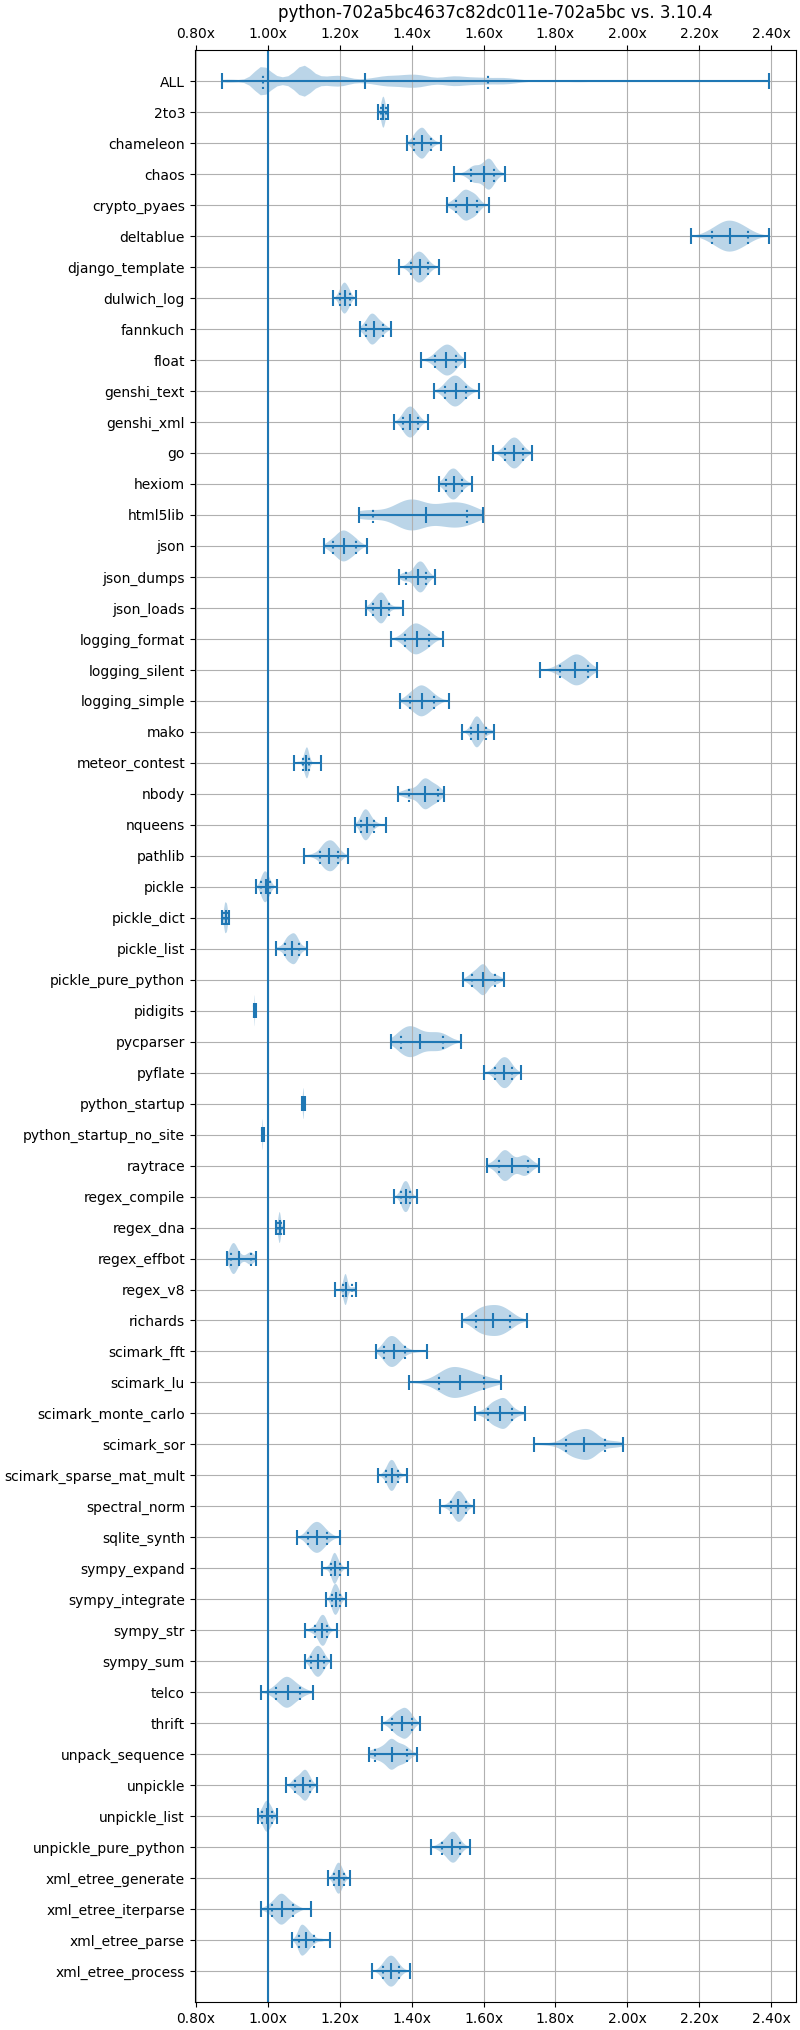 python-702a5bc4637c82dc011e-702a5bc vs. 3.10.4
0.80x 1.00x 1.20x 1.40x 1.60x 1.80x 2.00x 2.20x 2.40x
ALL
2to3
chameleon
chaos
crypto_pyaes
deltablue
django_template
dulwich_log
fannkuch
float
genshi_text
genshi_xml
go
hexiom
html5lib
json
json_dumps
json_loads
logging_format
logging_silent
logging_simple
mako
meteor_contest
nbody
nqueens
pathlib
pickle
pickle_dict
pickle_list
pickle_pure_python
pidigits
pycparser
pyflate
python_startup
python_startup_no_site
raytrace
regex_compile
regex_dna
regex_effbot
regex_v8
richards
scimark_fft
scimark_lu
scimark_monte_carlo
scimark_sor
scimark_sparse_mat_mult
spectral_norm
sqlite_synth
sympy_expand
sympy_integrate
sympy_str
sympy_sum
telco
thrift
unpack_sequence
unpickle
unpickle_list
unpickle_pure_python
xml_etree_generate
xml_etree_iterparse
xml_etree_parse
xml_etree_process
0.80x 1.00x 1.20x 1.40x 1.60x 1.80x 2.00x 2.20x 2.40x